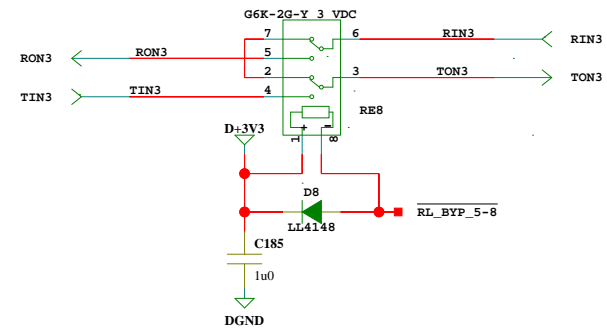 G6K-2G-Y 3 VDC
7 6 RIN3 RIN3
RON3 RON3 5
2 3 TON3 TON3
TIN3 TIN3 4
RE8
+ -
D+3V3 1 8
D8
LL4148
RL_BYP_5-8
C185
1u0
DGND